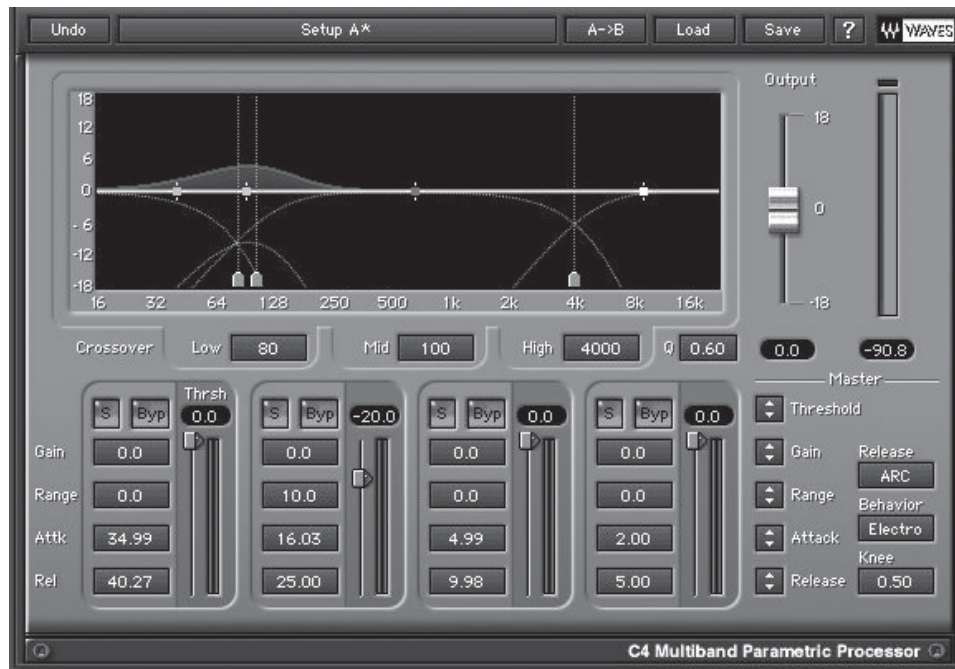 Undo Setup A* A->B Load Save ? WAVES
Output
18
12
6
0
-6
-12
-18
16 32 64 128 250 500 1k 2k 4k 8k 16k
18
0
-18
Crossover Low 80 Mid 100 High 4000 Q 0.60 0.0 -90.8
Master
Thrsh
S Byp 0.0 S Byp -20.0 S Byp 0.0 S Byp 0.0 Threshold
Gain 0.0 0.0 0.0 0.0 Gain Release
ARC
Range 0.0 10.0 0.0 0.0 Range Behavior
Electro
Attk 34.99 16.03 4.99 2.00 Attack Knee
Rel 40.27 25.00 9.98 5.00 Release 0.50
C4 Multiband Parametric Processor